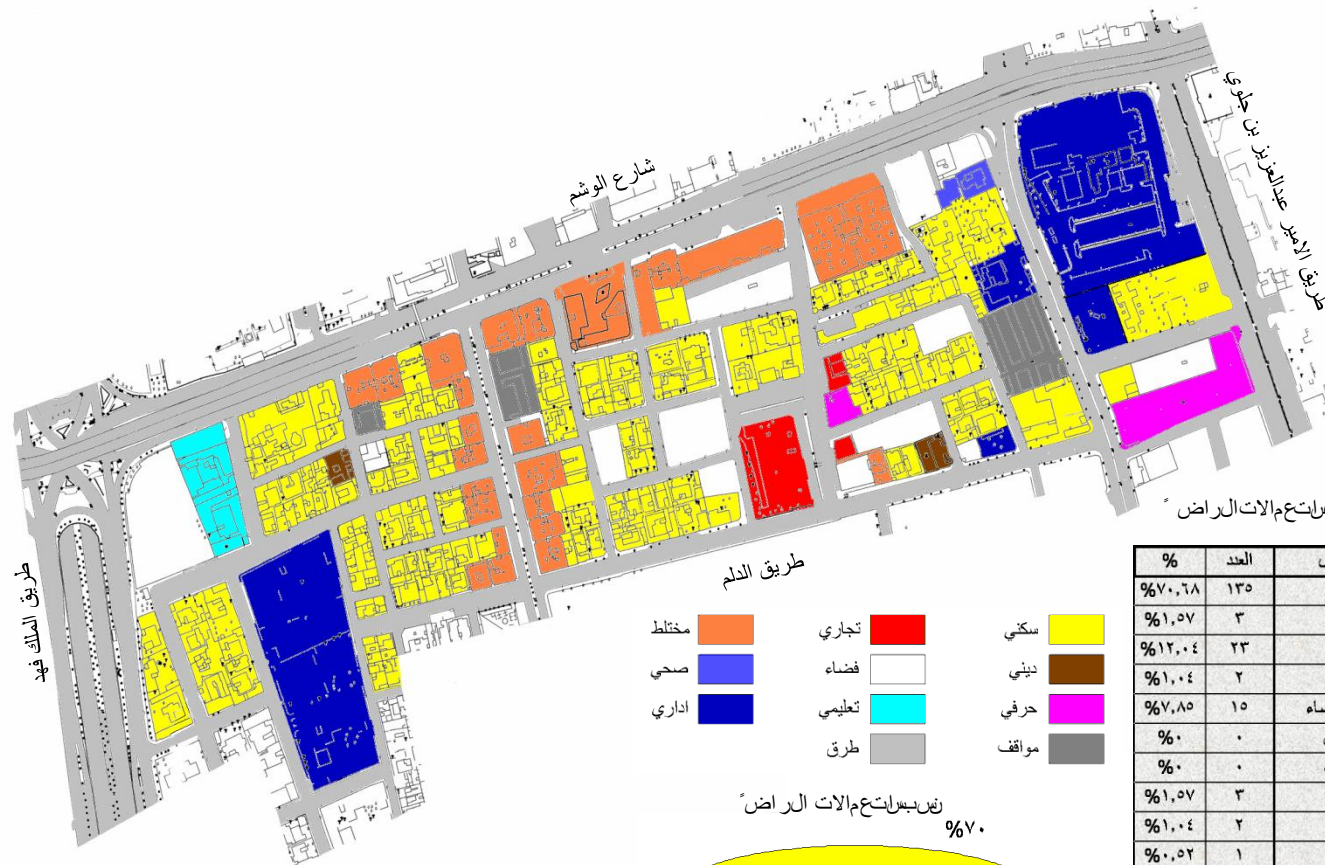 شارع الوشم
طريق الامير عبدالعزيز بن جلوي
طريق الملك فهد
طريق الدلم
سكني
تجاري
مختلط
ديني
فضاء
صحي
حرفي
تعليمي
اداري
مواقف
طرق
%٧٠
العدد %
١٣٥ %٧٠,٦٨
٣ %١,٥٧
٢٣ %١٢,٠٤
٢ %١,٠٤
١٥ %٧,٨٥
٠ %٠
٠ %٠
٣ %١,٥٧
٢ %١,٠٤
١ %٠,٥٢